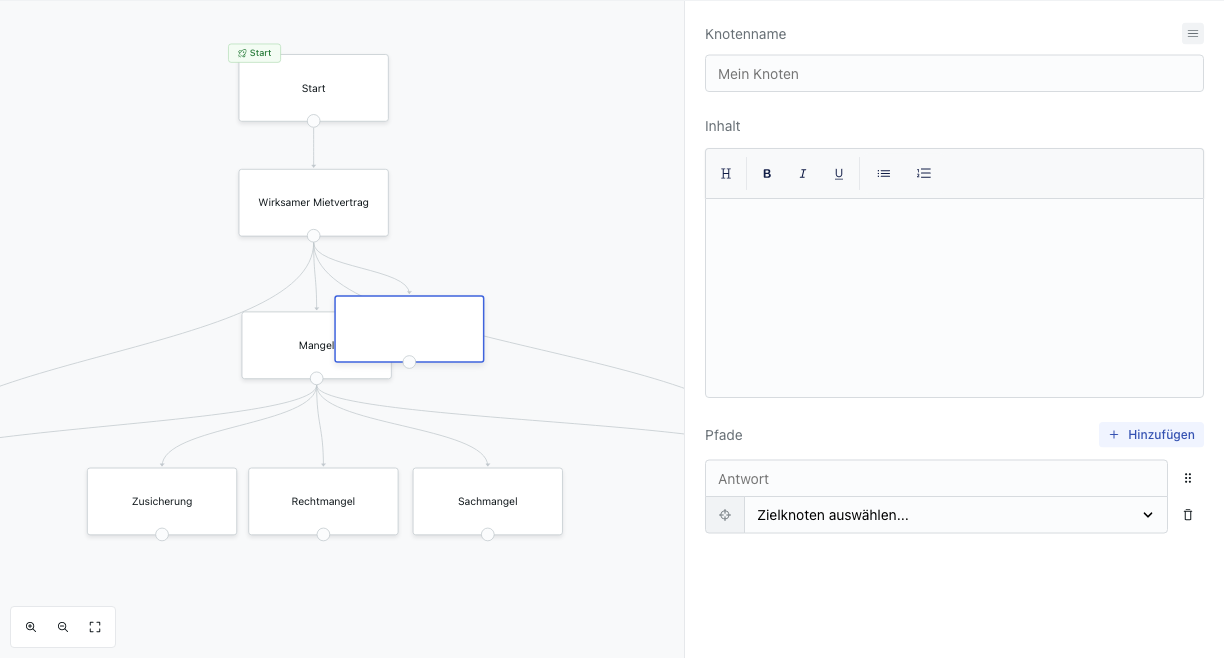 Start
Start
Wirksamer Mietvertrag
Mangel
Zusicherung
Rechtmangel
Sachmangel
Knotenname
Mein Knoten
Inhalt
H B I U
Pfade
Hinzufügen
Antwort
Zielknoten auswählen...